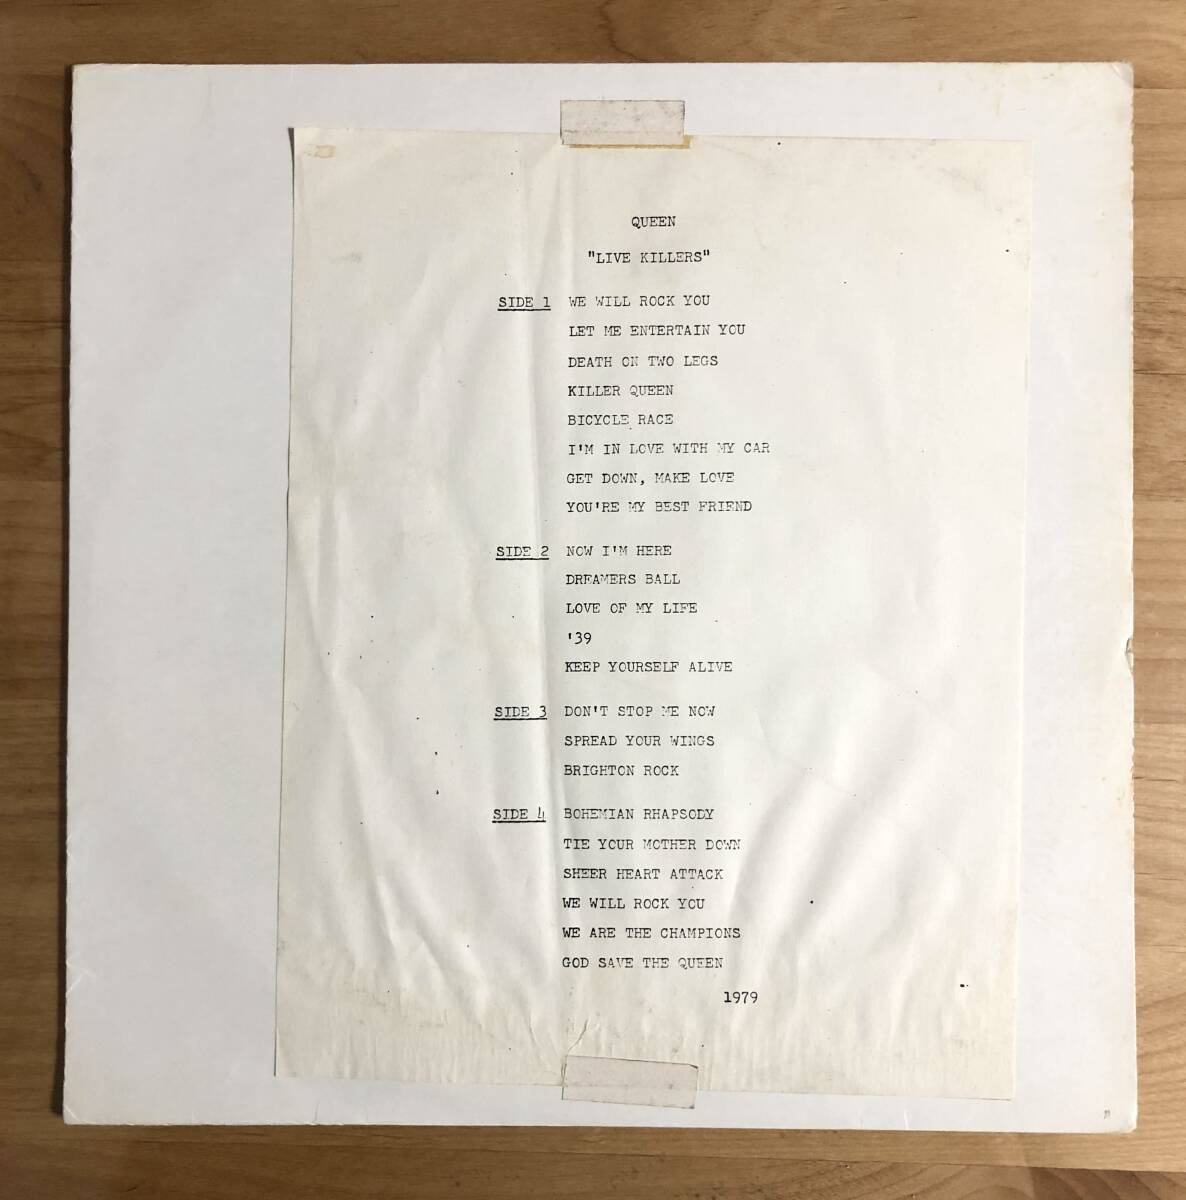 QUEEN
"LIVE KILLERS"
SIDE 1 WE WILL ROCK YOU
LET ME ENTERTAIN YOU
DEATH ON TWO LEGS
KILLER QUEEN
BICYCLE RACE
I'M IN LOVE WITH MY CAR
GET DOWN, MAKE LOVE
YOU'RE MY BEST FRIEND
SIDE 2 NOW I'M HERE
DREAMERS BALL
LOVE OF MY LIFE
'39
KEEP YOURSELF ALIVE
SIDE 3 DON'T STOP ME NOW
SPREAD YOUR WINGS
BRIGHTON ROCK
SIDE 4 BOHEMIAN RHAPSODY
TIE YOUR MOTHER DOWN
SHEER HEART ATTACK
WE WILL ROCK YOU
WE ARE THE CHAMPIONS
GOD SAVE THE QUEEN
1979